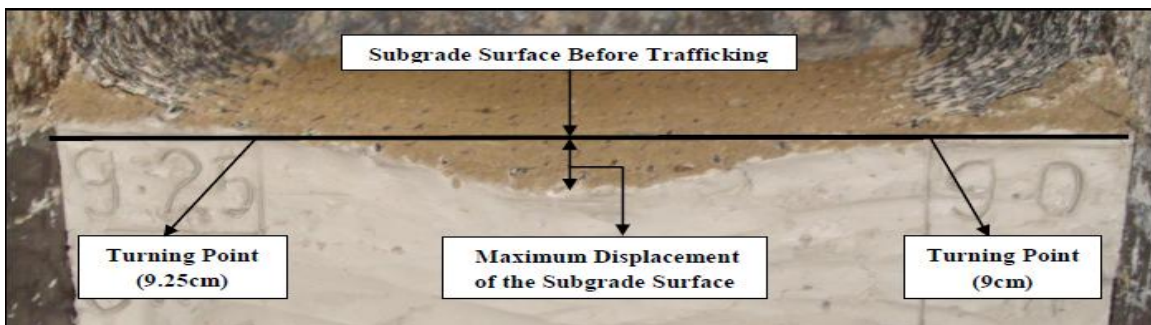 Subgrade Surface Before Trafficking
9.25
9.0
Turning Point
(9.25cm)
Maximum Displacement
of the Subgrade Surface
Turning Point
(9cm)